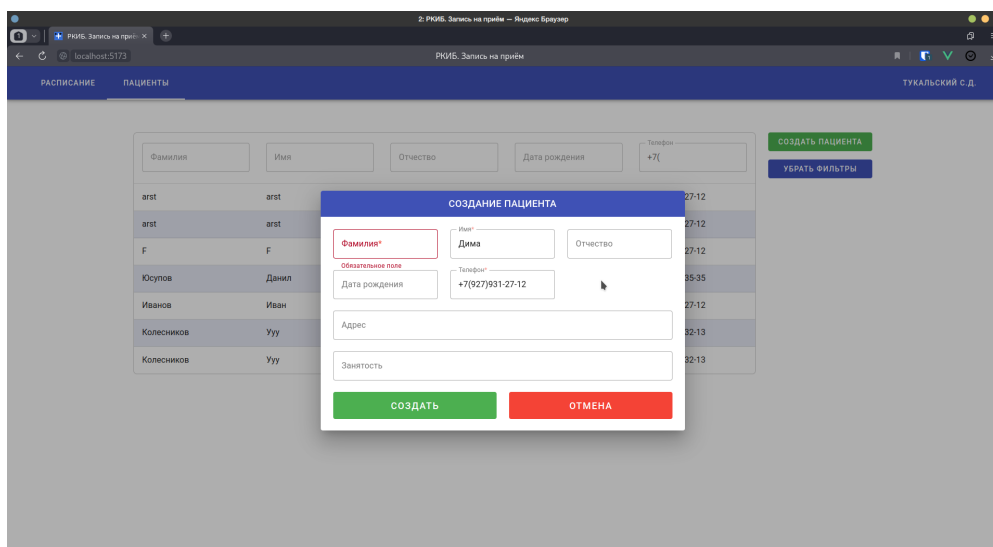 2: РКИБ. Запись на приём — Яндекс Браузер
1
РКИБ. Запись на приём
localhost:5173
РКИБ. Запись на приём
РАСПИСАНИЕ ПАЦИЕНТЫ ТУКАЛЬСКИЙ С.Д.
Фамилия Имя Отчество Дата рождения Телефон +7(
СОЗДАТЬ ПАЦИЕНТА
УБРАТЬ ФИЛЬТРЫ
arst arst 27-12
arst arst 27-12
F F 27-12
Юсупов Данил 35-35
Иванов Иван 27-12
Колесников Ууу 32-13
Колесников Ууу 32-13
СОЗДАНИЕ ПАЦИЕНТА
Фамилия*
Обязательное поле
Имя*
Дима
Отчество
Дата рождения
Телефон*
+7(927)931-27-12
Адрес
Занятость
СОЗДАТЬ ОТМЕНА